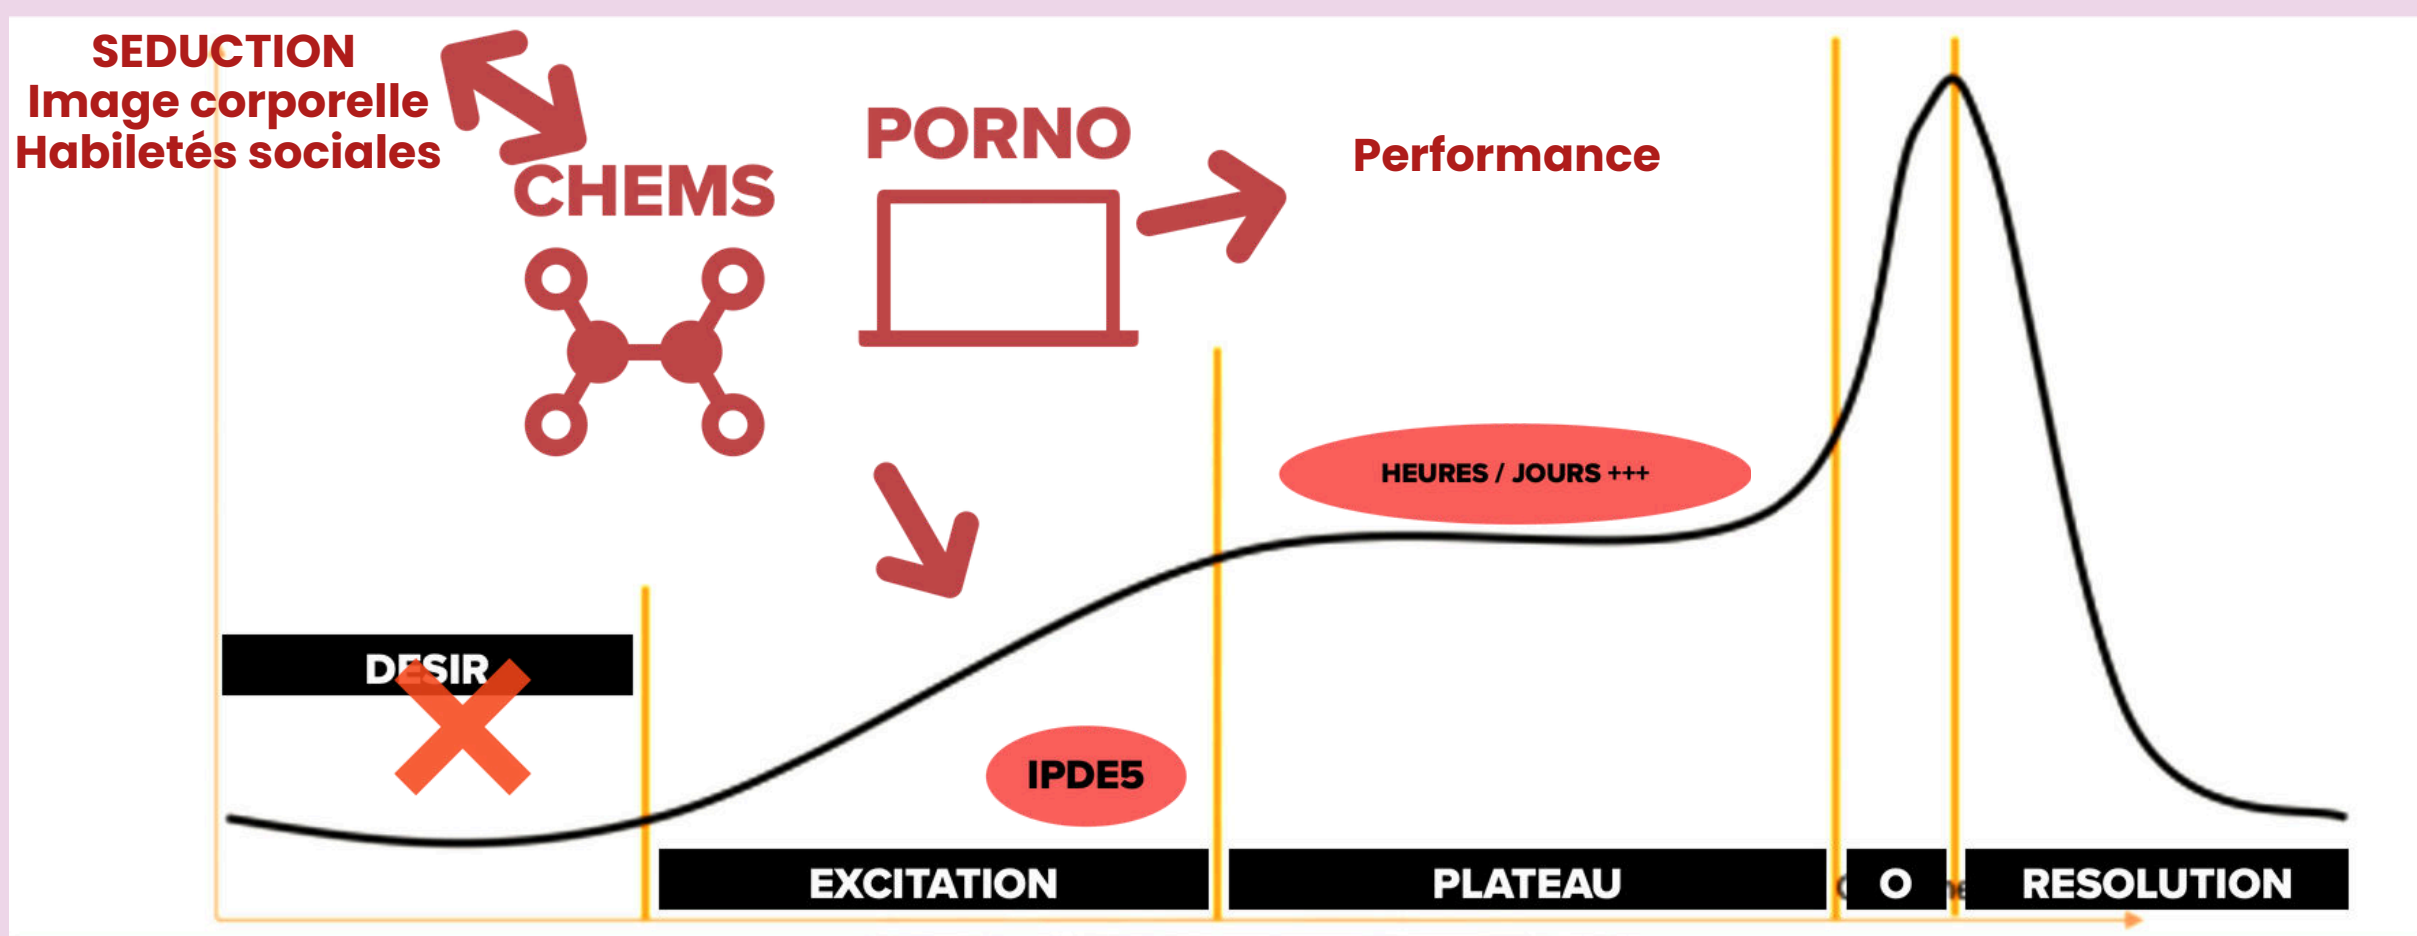 SEDUCTION
Image corporelle
Habiletés sociales
CHEMS
PORNO
Performance
HEURES / JOURS +++
DESIR
IPDE5
EXCITATION
PLATEAU
O
RESOLUTION